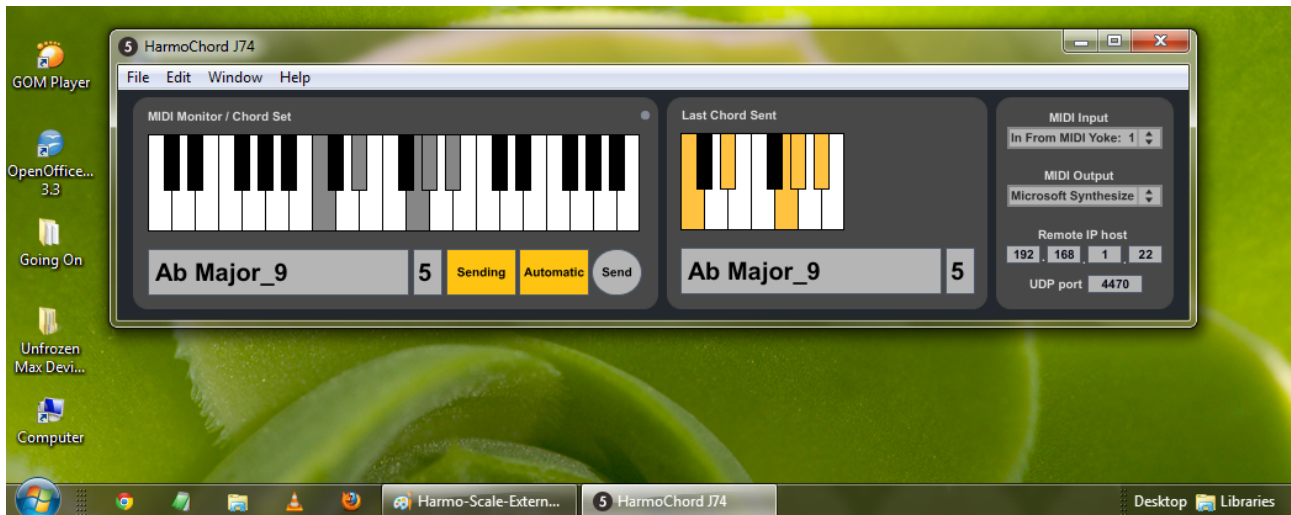 GOM Player
OpenOffice...
3.3
Going On
Unfrozen
Max Devi...
Computer
5 HarmoChord J74
File Edit Window Help
MIDI Monitor / Chord Set
Ab Major_9 5 Sending Automatic Send
Last Chord Sent
Ab Major_9 5
MIDI Input
In From MIDI Yoke: 1
MIDI Output
Microsoft Synthesize
Remote IP host
192 . 168 . 1 . 22
UDP port 4470
Harmo-Scale-Extern... 5 HarmoChord J74 Desktop Libraries